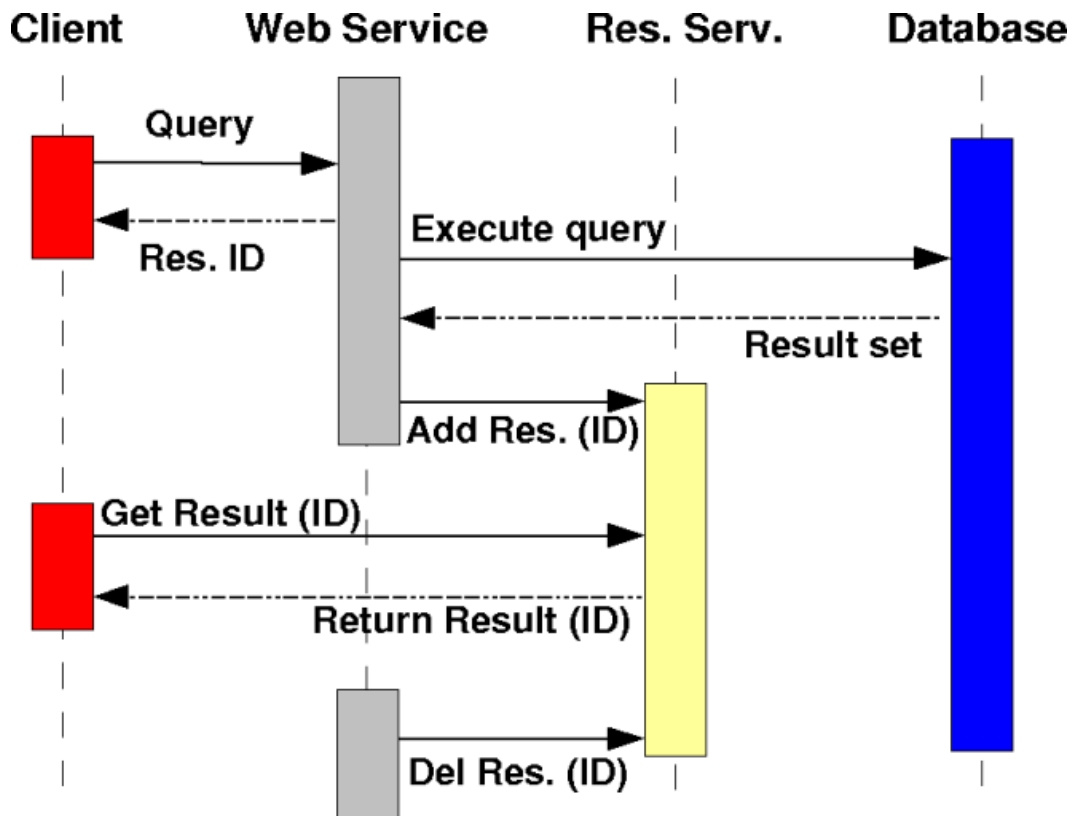 Client
Web Service
Res. Serv.
Database
Query
Res. ID
Execute query
Result set
Add Res. (ID)
Get Result (ID)
Return Result (ID)
Del Res. (ID)